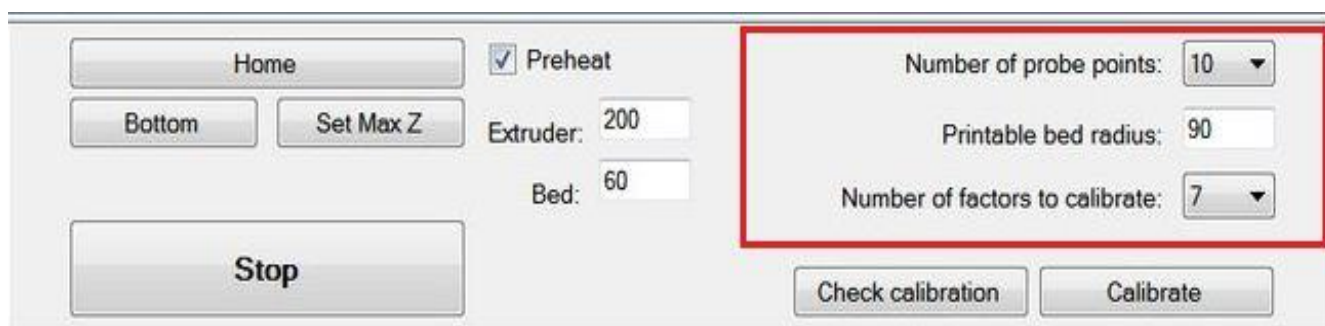 Home
Bottom
Set Max Z
Stop
Preheat
Extruder: 200
Bed: 60
Number of probe points: 10
Printable bed radius: 90
Number of factors to calibrate: 7
Check calibration
Calibrate